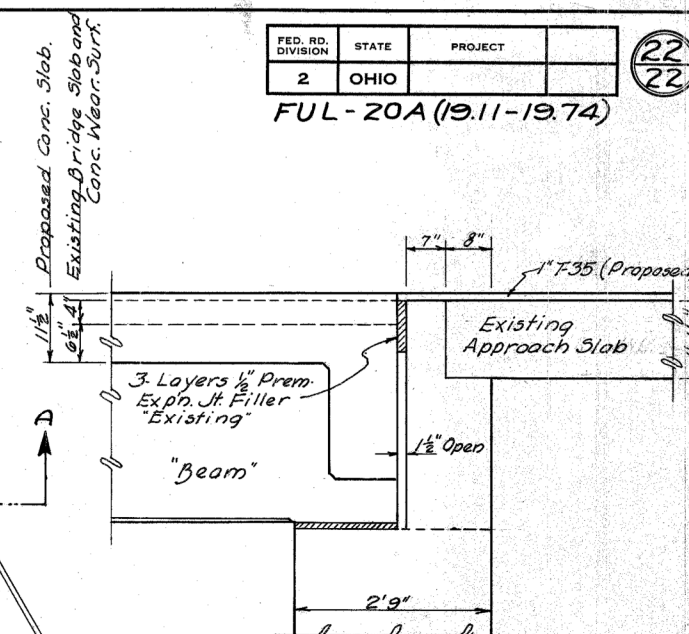 FED. RD. DIVISION
STATE
PROJECT
2
OHIO
22
22
FUL-20A (19.11-19.74)
Proposed Conc. Slab.
Existing Bridge Slab and
Conc. Wear. Surf.
7"
8"
1" T-35 (Proposed
11½"
4"
6½"
Existing
Approach Slab
3- Layers ½" Prem.
Exp'n. Jt. Filler
"Existing"
A
"Beam"
1½" Open
2'9"